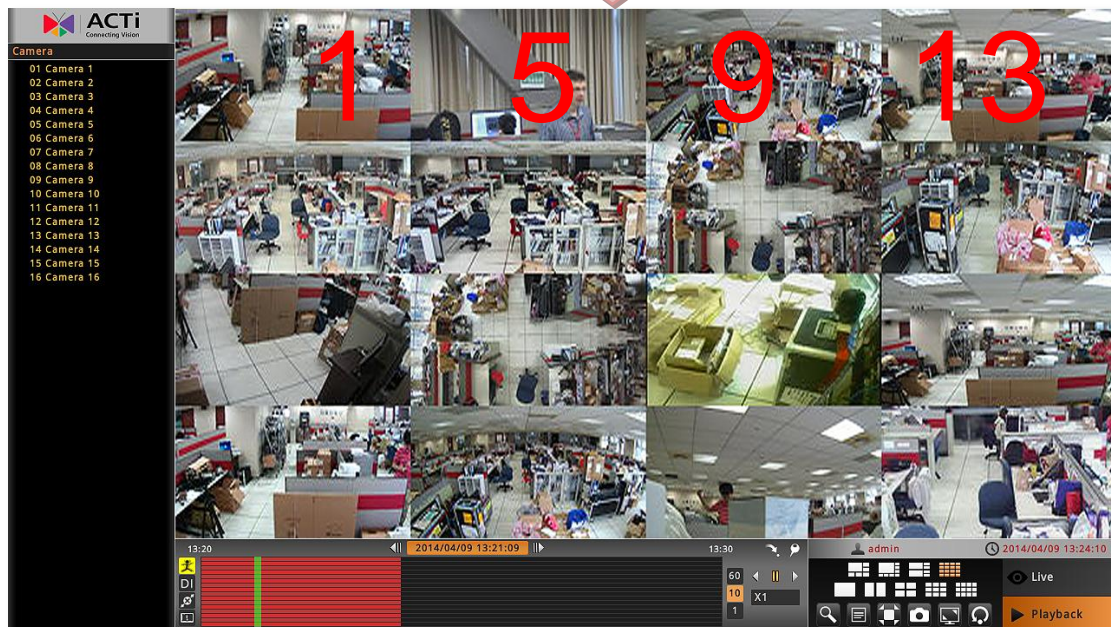 ACTi
Connecting Vision
Camera
01 Camera 1
02 Camera 2
03 Camera 3
04 Camera 4
05 Camera 5
06 Camera 6
07 Camera 7
08 Camera 8
09 Camera 9
10 Camera 10
11 Camera 11
12 Camera 12
13 Camera 13
14 Camera 14
15 Camera 15
16 Camera 16
1 5 9 13
13:20 2014/04/09 13:21:09 13:30
DI
L
60
10
1
X1
admin 2014/04/09 13:24:10
Live
Playback